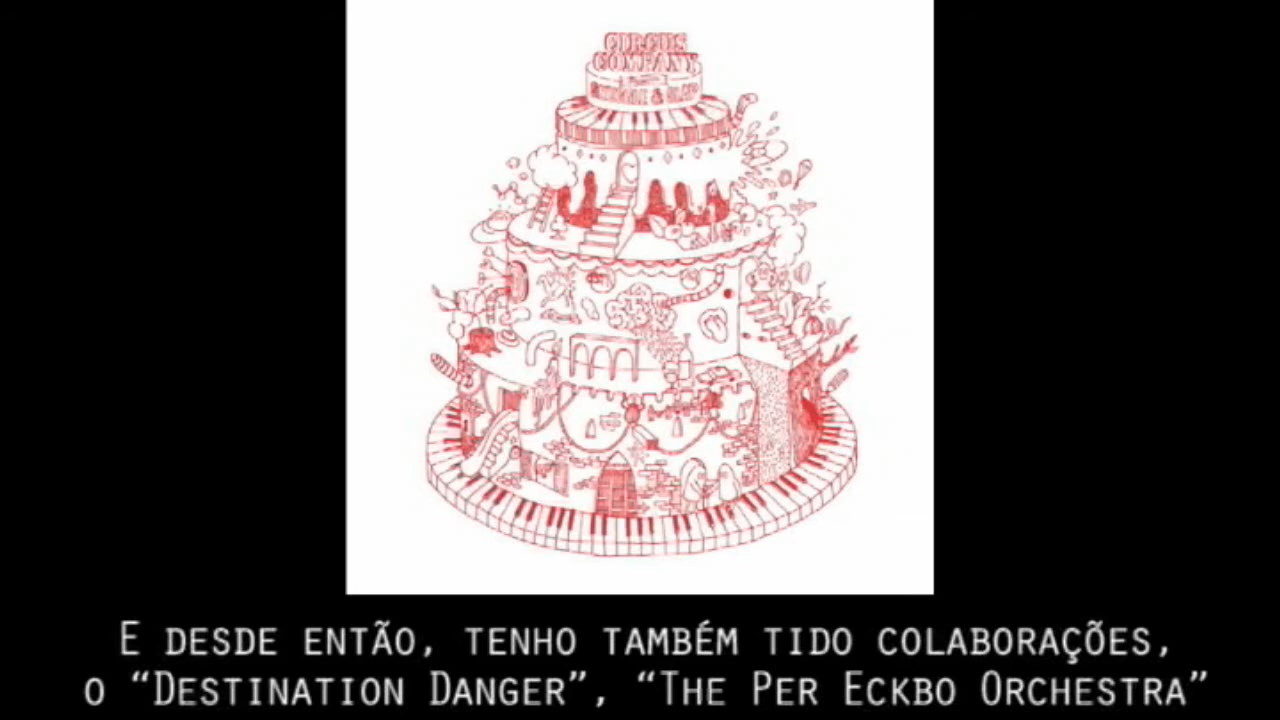 CIRCUS
COMPANY
E DESDE ENTÃO, TENHO TAMBÉM TIDO COLABORAÇÕES,
O “DESTINATION DANGER”, “THE PER ECKBO ORCHESTRA”